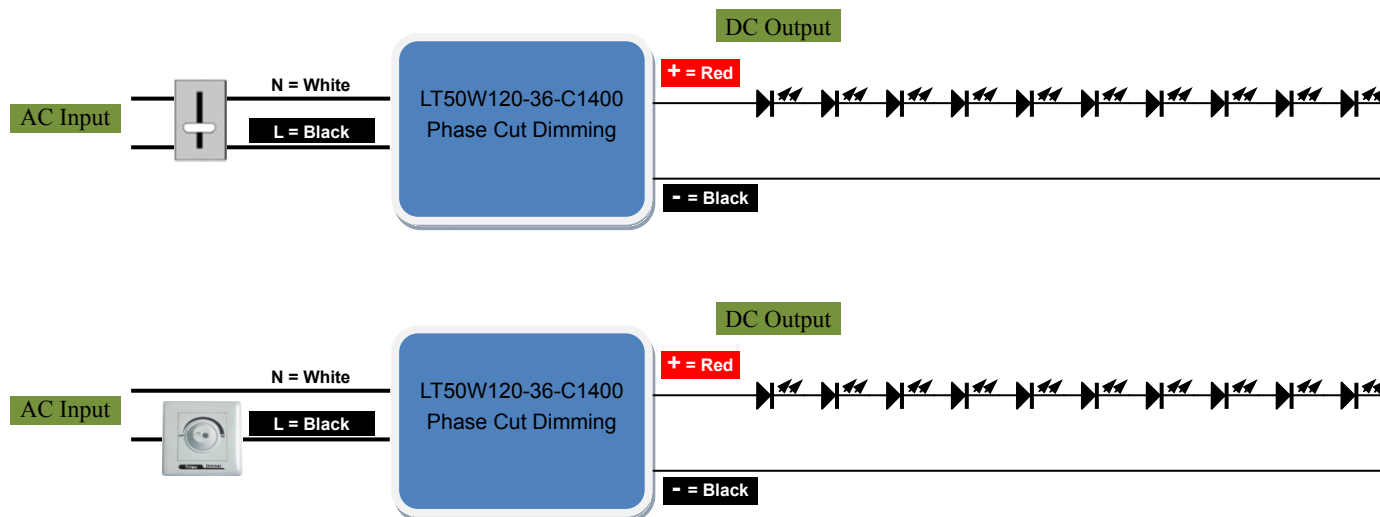 DC Output
+ = Red
N = White
AC Input
L = Black
LT50W120-36-C1400
Phase Cut Dimming
- = Black
DC Output
+ = Red
N = White
AC Input
L = Black
LT50W120-36-C1400
Phase Cut Dimming
- = Black